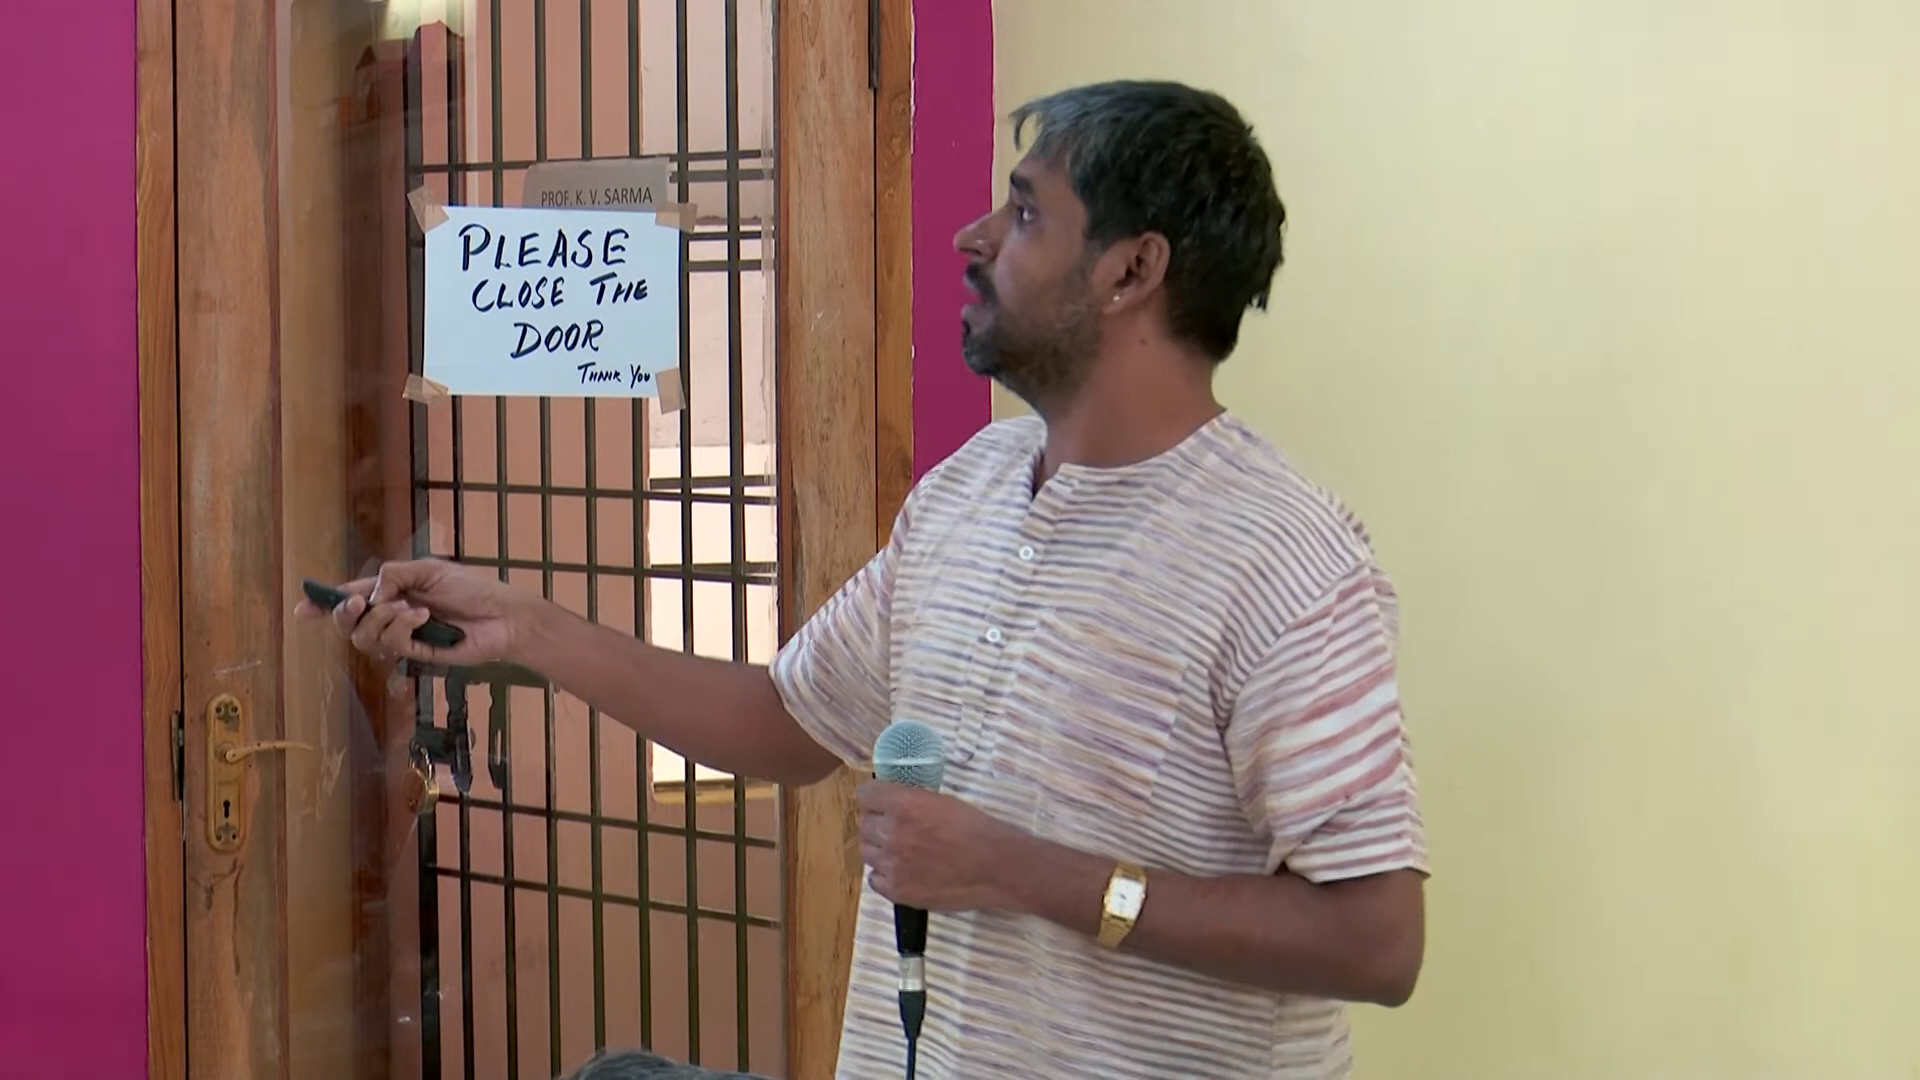 PROF. K. V. SARMA
PLEASE
CLOSE THE
DOOR
THANK YOU